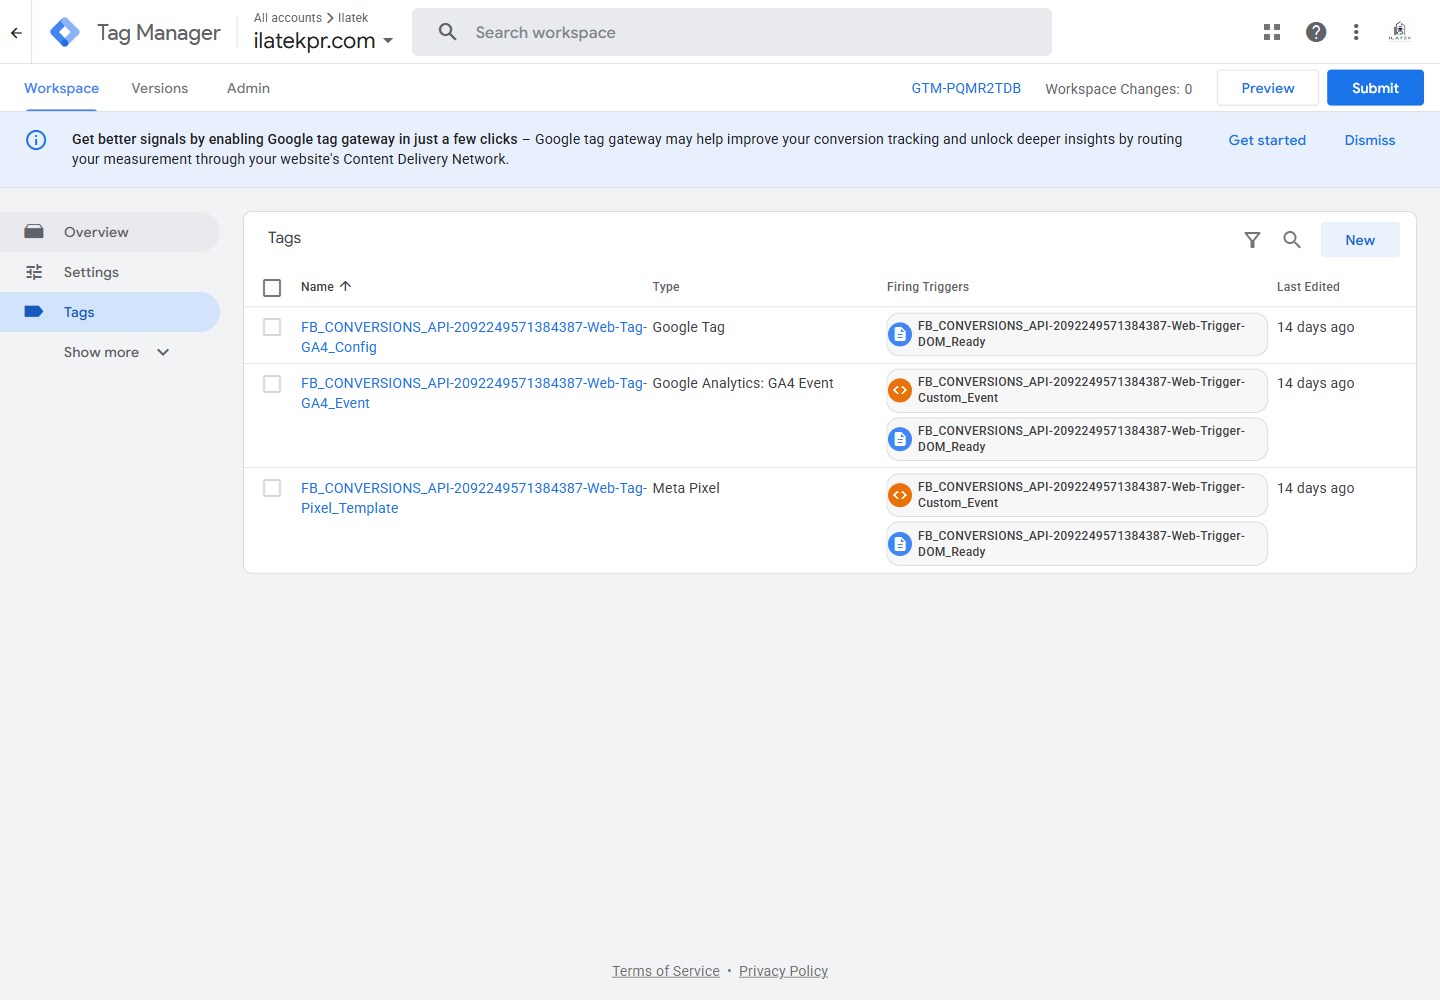 Tag Manager
All accounts > Ilatek
ilatekpr.com
Search workspace
ILATEK
Workspace
Versions
Admin
GTM-PQMR2TDB
Workspace Changes: 0
Preview
Submit
Get better signals by enabling Google tag gateway in just a few clicks – Google tag gateway may help improve your conversion tracking and unlock deeper insights by routing
your measurement through your website's Content Delivery Network.
Get started
Dismiss
Overview
Settings
Tags
Show more
Tags
New
Name
Type
Firing Triggers
Last Edited
FB_CONVERSIONS_API-2092249571384387-Web-Tag-
GA4_Config
Google Tag
FB_CONVERSIONS_API-2092249571384387-Web-Trigger-
DOM_Ready
14 days ago
FB_CONVERSIONS_API-2092249571384387-Web-Tag-
GA4_Event
Google Analytics: GA4 Event
FB_CONVERSIONS_API-2092249571384387-Web-Trigger-
Custom_Event
FB_CONVERSIONS_API-2092249571384387-Web-Trigger-
DOM_Ready
14 days ago
FB_CONVERSIONS_API-2092249571384387-Web-Tag-
Pixel_Template
Meta Pixel
FB_CONVERSIONS_API-2092249571384387-Web-Trigger-
Custom_Event
FB_CONVERSIONS_API-2092249571384387-Web-Trigger-
DOM_Ready
14 days ago
Terms of Service • Privacy Policy